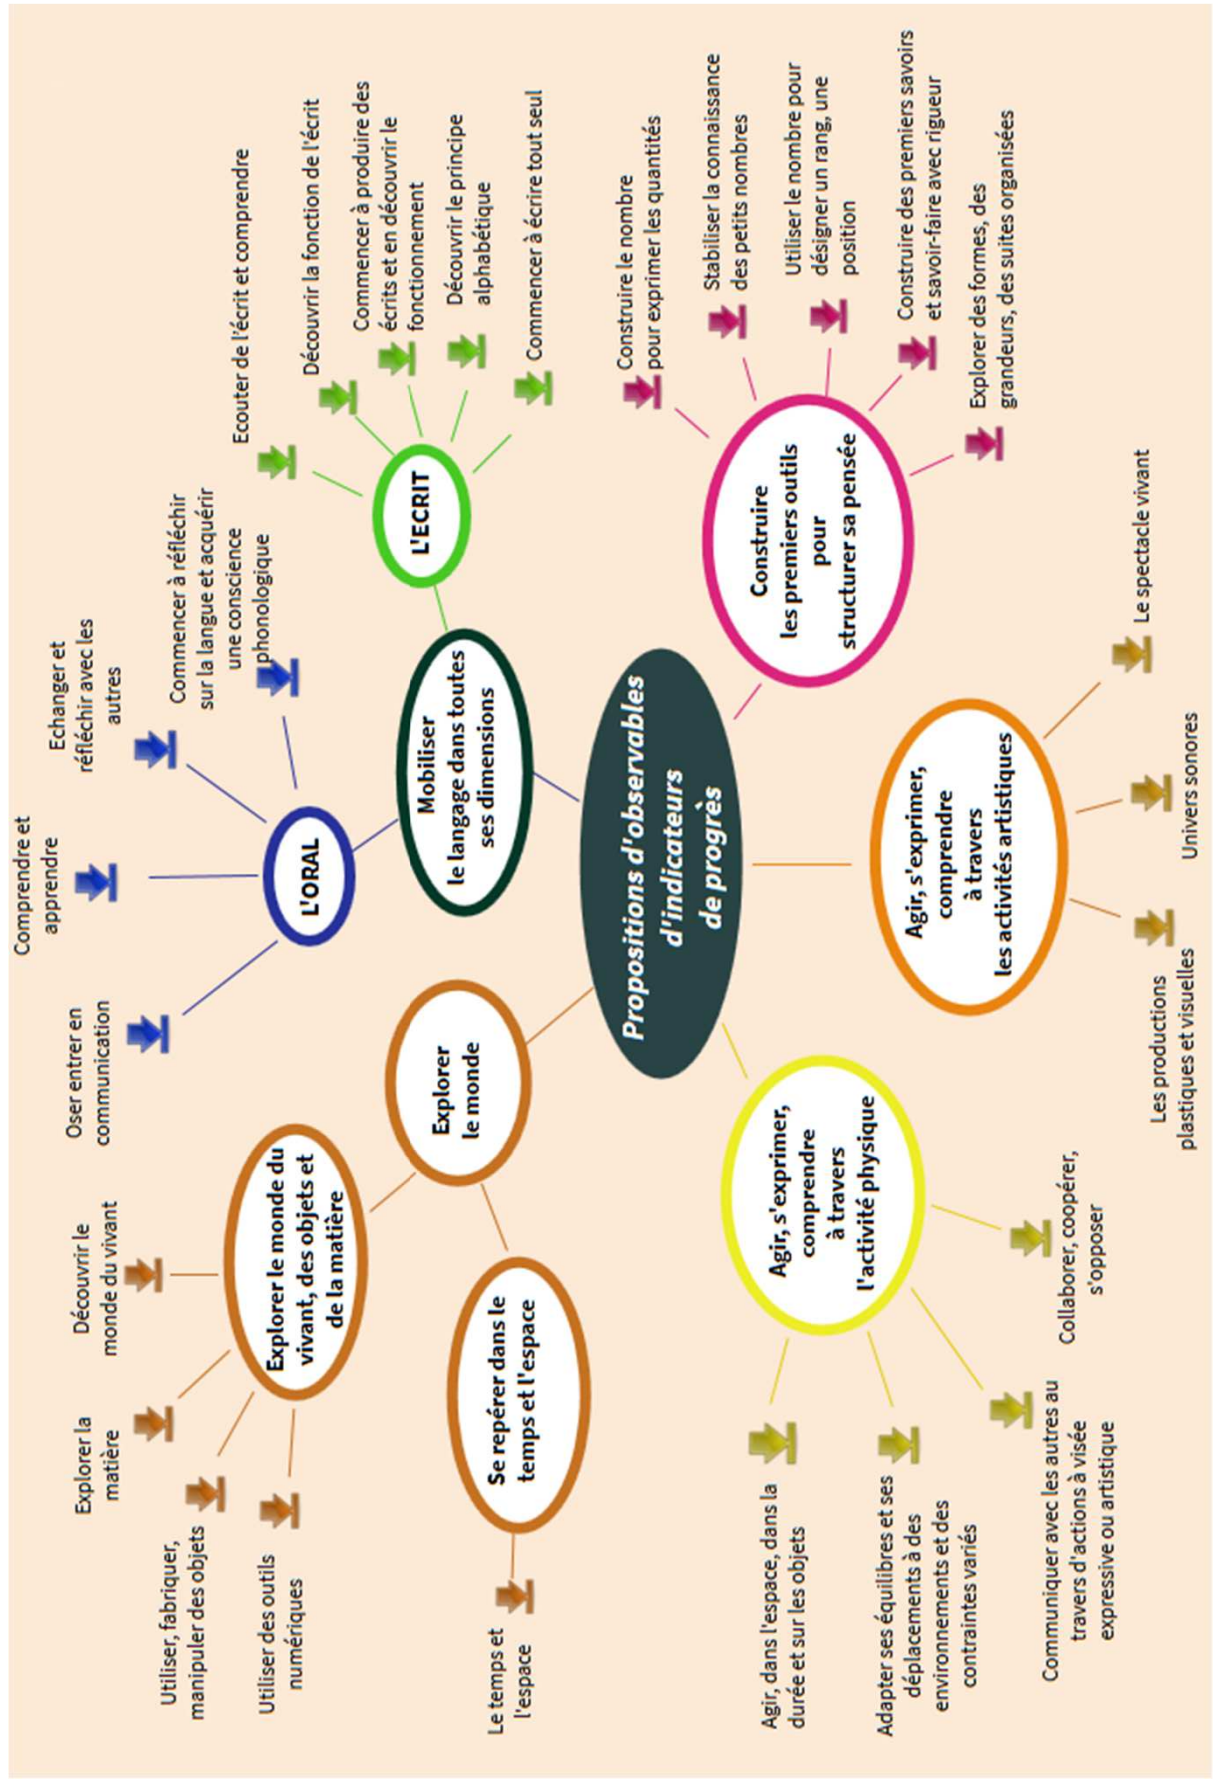 Propositions d'observables
d'indicateurs
de progrès
Mobiliser
le langage dans toutes
ses dimensions
L'ORAL
Oser entrer en
communication
Comprendre et
apprendre
Echanger et
réfléchir avec les
autres
Commencer à réfléchir
sur la langue et acquérir
une conscience
phonologique
L'ECRIT
Ecouter de l'écrit et comprendre
Découvrir la fonction de l'écrit
Commencer à produire des
écrits et en découvrir le
fonctionnement
Découvrir le principe
alphabétique
Commencer à écrire tout seul
Construire
les premiers outils
pour
structurer sa pensée
Construire le nombre
pour exprimer les quantités
Stabiliser la connaissance
des petits nombres
Utiliser le nombre pour
désigner un rang, une
position
Construire des premiers savoirs
et savoir-faire avec rigueur
Explorer des formes, des
grandeurs, des suites organisées
Agir, s'exprimer,
comprendre
à travers
les activités artistiques
Le spectacle vivant
Univers sonores
Les productions
plastiques et visuelles
Agir, s'exprimer,
comprendre
à travers
l'activité physique
Collaborer, coopérer,
s'opposer
Communiquer avec les autres au
travers d'actions à visée
expressive ou artistique
Adapter ses équilibres et ses
déplacements à des
environnements et des
contraintes variés
Agir, dans l'espace, dans la
durée et sur les objets
Explorer
le monde
Se repérer dans le
temps et l'espace
Le temps et
l'espace
Explorer le monde du
vivant, des objets et
de la matière
Utiliser des outils
numériques
Utiliser, fabriquer,
manipuler des objets
Explorer la
matière
Découvrir le
monde du vivant